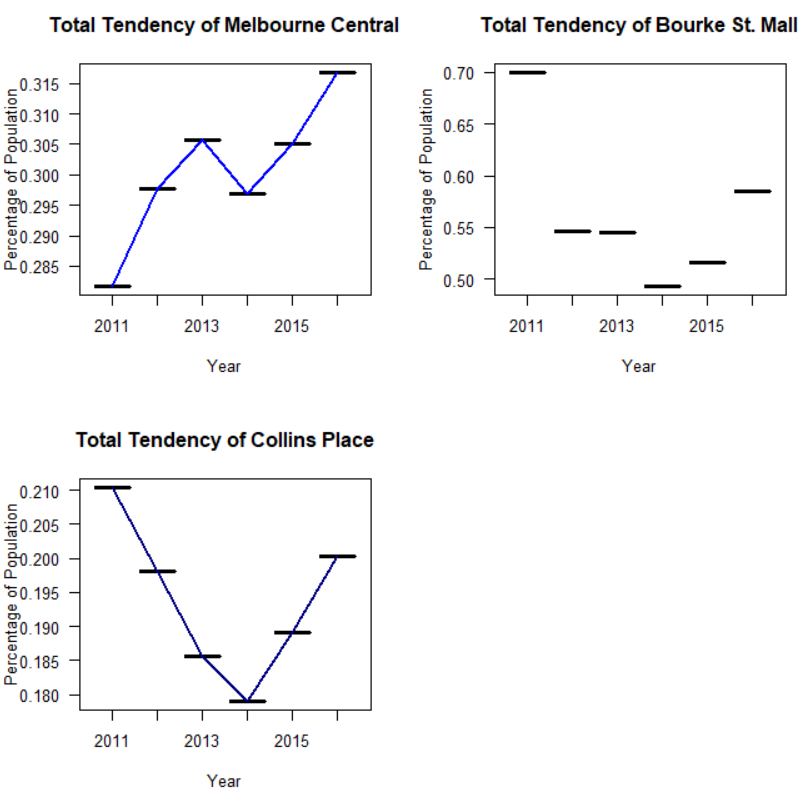 Total Tendency of Melbourne Central
Percentage of Population
0.315
0.310
0.305
0.300
0.295
0.290
0.285
2011 2013 2015
Year
Total Tendency of Bourke St. Mall
Percentage of Population
0.70
0.65
0.60
0.55
0.50
2011 2013 2015
Year
Total Tendency of Collins Place
Percentage of Population
0.210
0.205
0.200
0.195
0.190
0.185
0.180
2011 2013 2015
Year